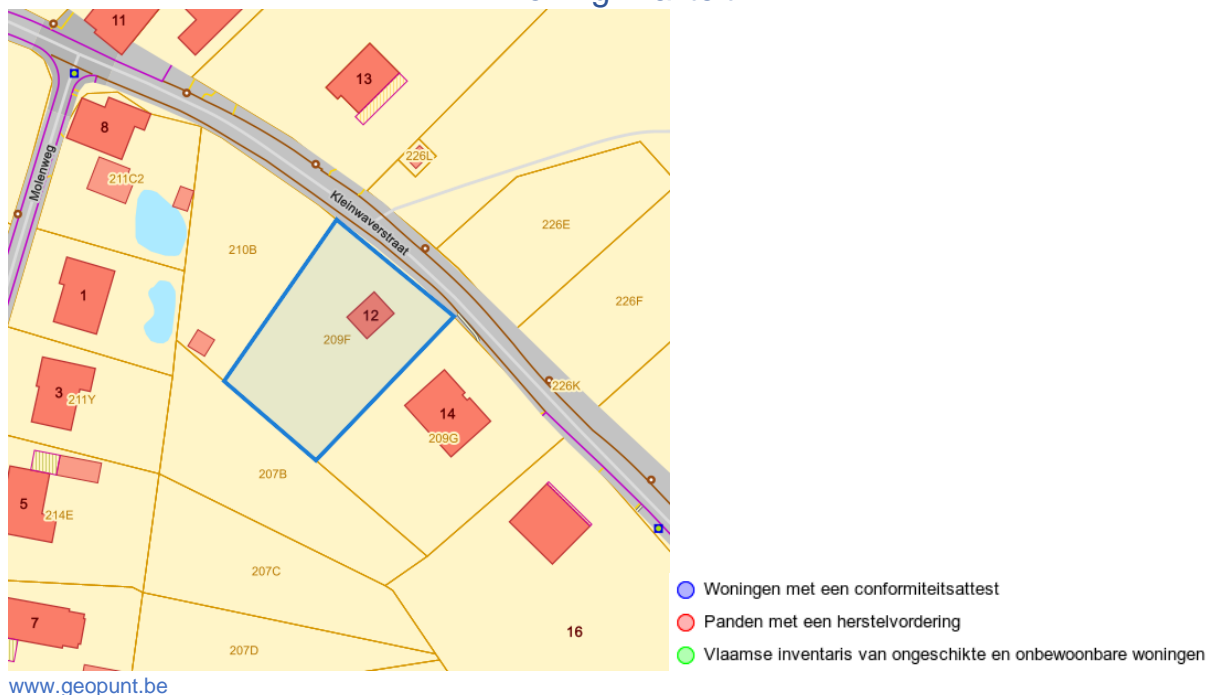 11
13
8
226L
Molenweg
211C2
Kleinwaverstraat
226E
210B
1
226F
12
209F
226K
3
211Y
14
209G
207B
5
214E
207C
7
16
207D
Woningen met een conformiteitsattest
Panden met een herstelvordering
Vlaamse inventaris van ongeschikte en onbewoonbare woningen
www.geopunt.be